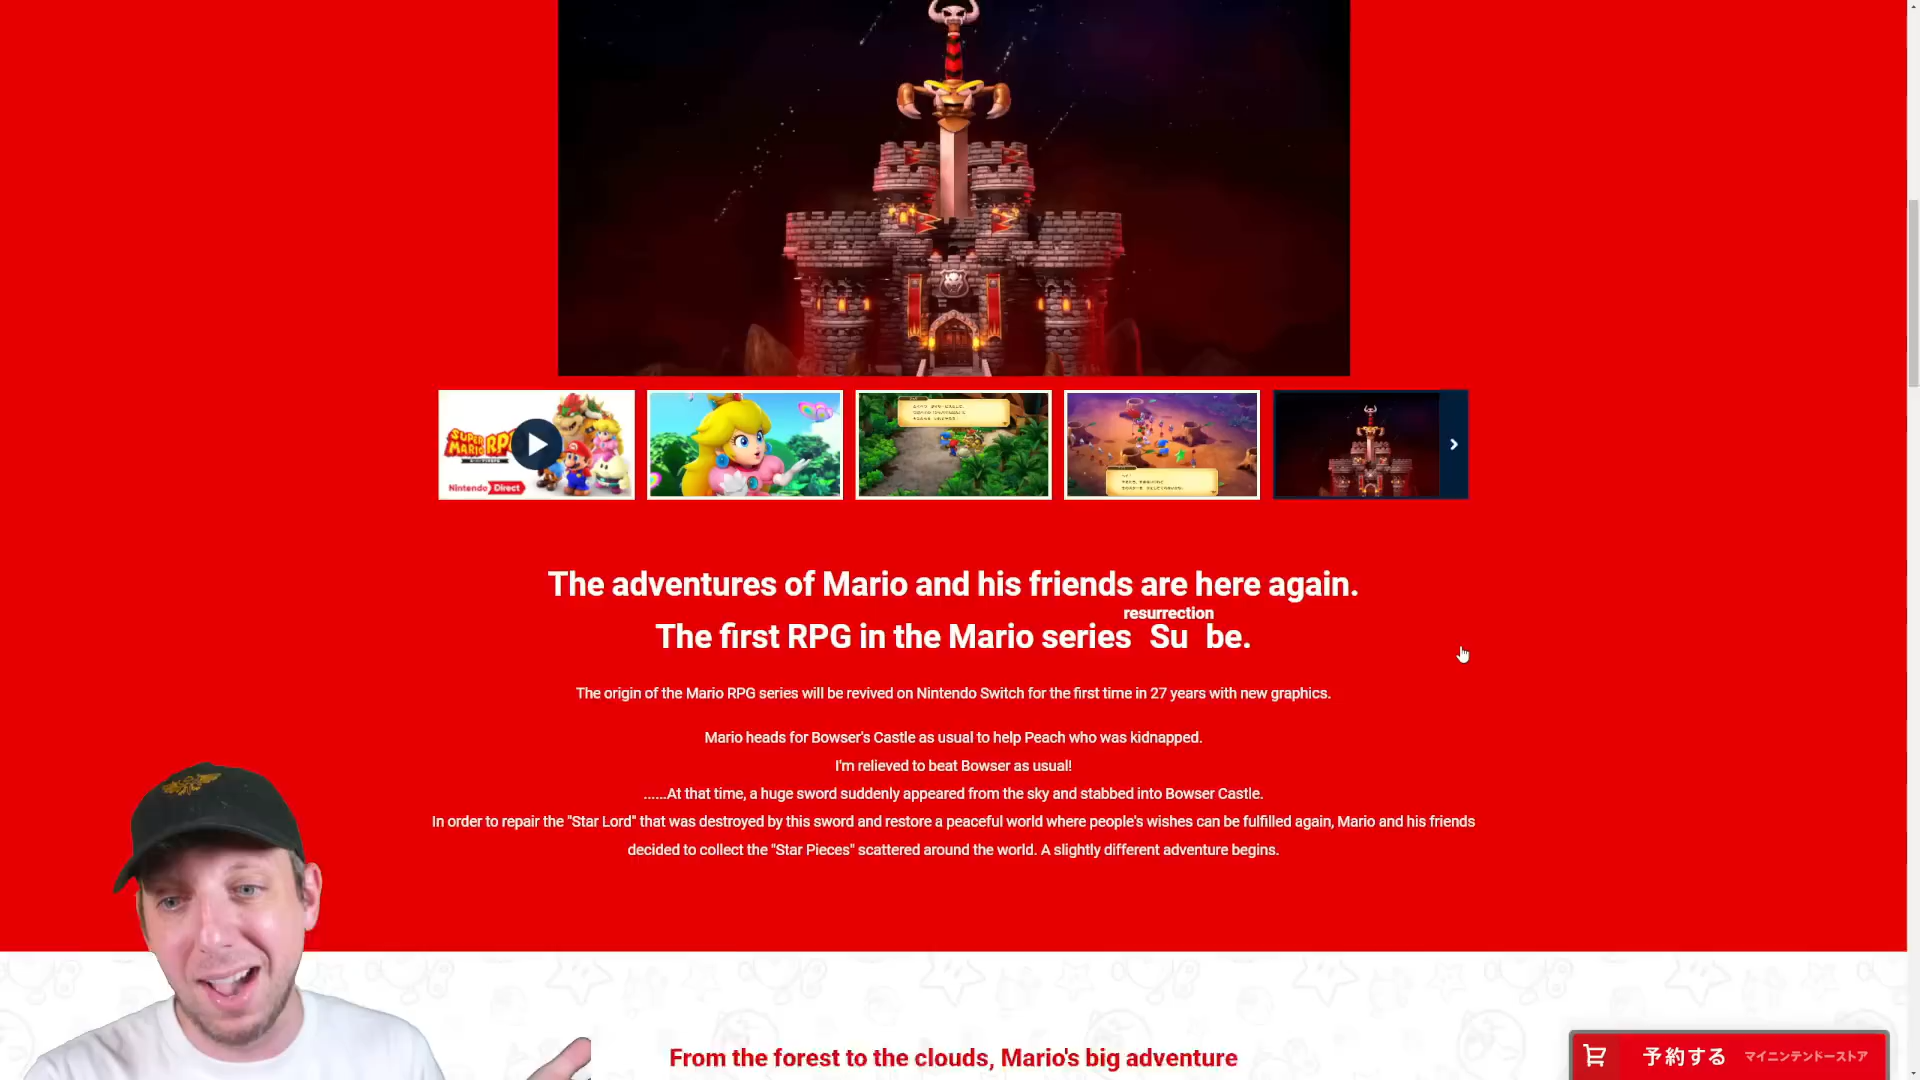 SUPER
MARIO RPG
Nintendo Direct
The adventures of Mario and his friends are here again.
resurrection
The first RPG in the Mario series Su be.
The origin of the Mario RPG series will be revived on Nintendo Switch for the first time in 27 years with new graphics.
Mario heads for Bowser's Castle as usual to help Peach who was kidnapped.
I'm relieved to beat Bowser as usual!
......At that time, a huge sword suddenly appeared from the sky and stabbed into Bowser Castle.
In order to repair the "Star Lord" that was destroyed by this sword and restore a peaceful world where people's wishes can be fulfilled again, Mario and his friends
decided to collect the "Star Pieces" scattered around the world. A slightly different adventure begins.
From the forest to the clouds, Mario's big adventure
予約する マイニンテンドーストア